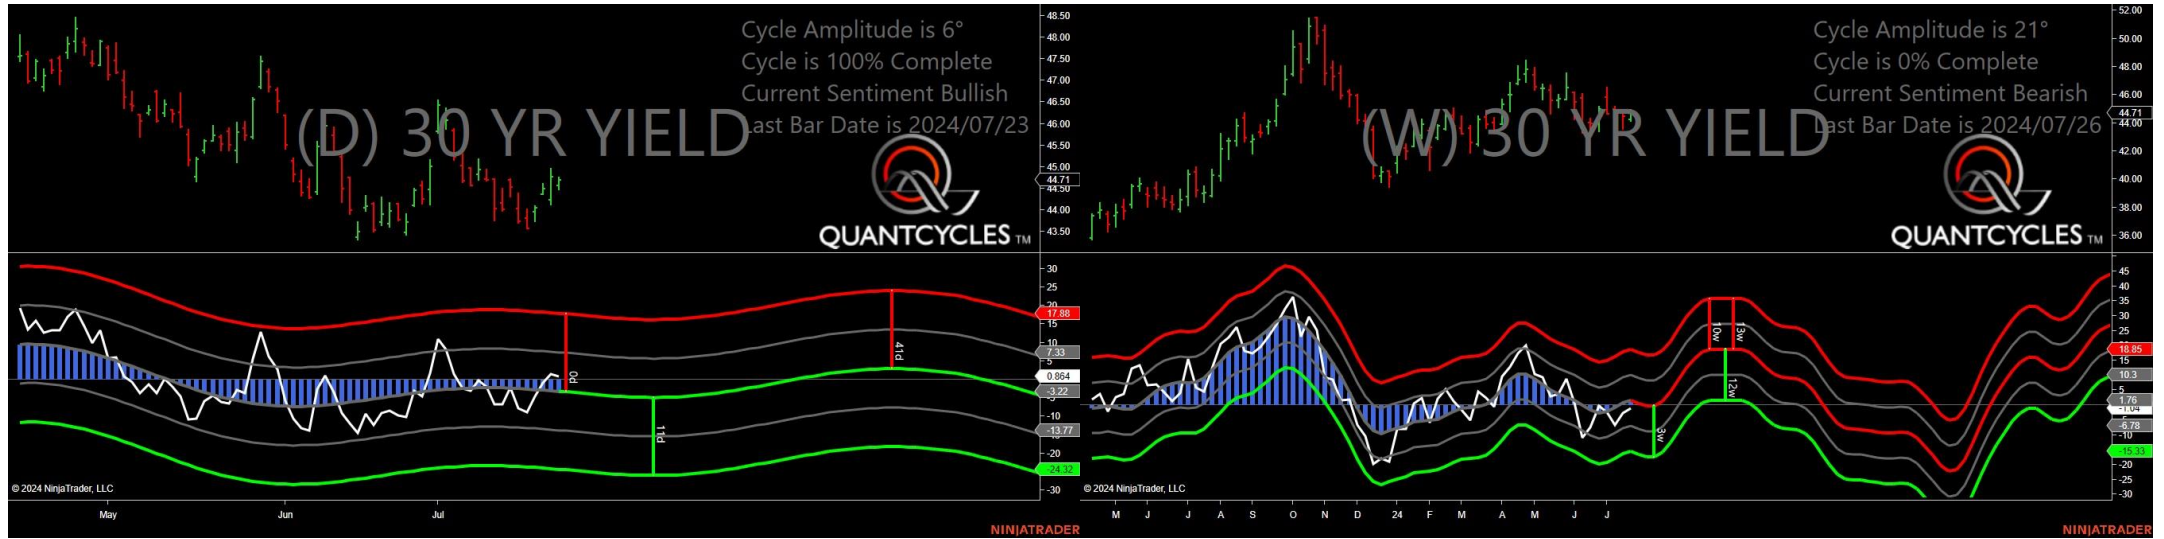 Cycle Amplitude is 6°
Cycle is 100% Complete
Current Sentiment Bullish
Last Bar Date is 2024/07/23
(D) 30 YR YIELD
QUANTCYCLES TM
48.50
48.00
47.50
47.00
46.50
46.00
45.50
45.00
44.71
44.50
44.00
43.50
30
25
20
17.88
15
10
7.33
5
0.864
-3.22
-5
-10
-13.77
-20
-24.32
-30
0d
11d
41d
© 2024 NinjaTrader, LLC
May Jun Jul
NINJATRADER
Cycle Amplitude is 21°
Cycle is 0% Complete
Current Sentiment Bearish
Last Bar Date is 2024/07/26
(W) 30 YR YIELD
QUANTCYCLES TM
52.00
50.00
48.00
46.00
44.71
44.00
42.00
40.00
38.00
36.00
45
40
35
30
25
18.85
15
10.3
5
1.76
-1.04
-6.78
-10
-15.33
-20
-25
-30
3w
10w
13w
12w
© 2024 NinjaTrader, LLC
M J J A S O N D 24 F M A M J J
NINJATRADER